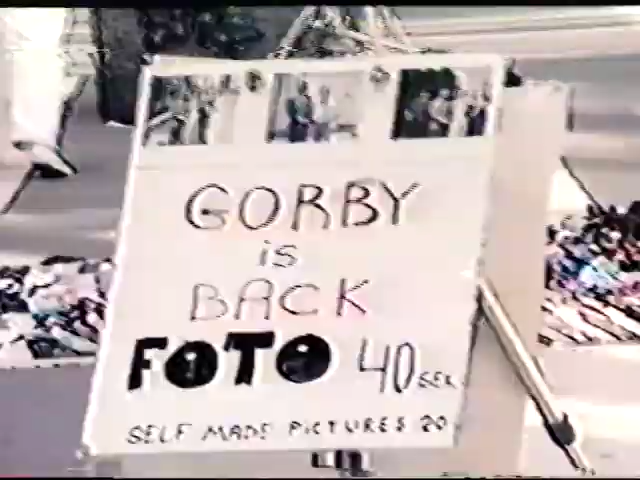 GORBY
is
BACK
FOTO 40 SEK
SELF MADE PICTURES 20